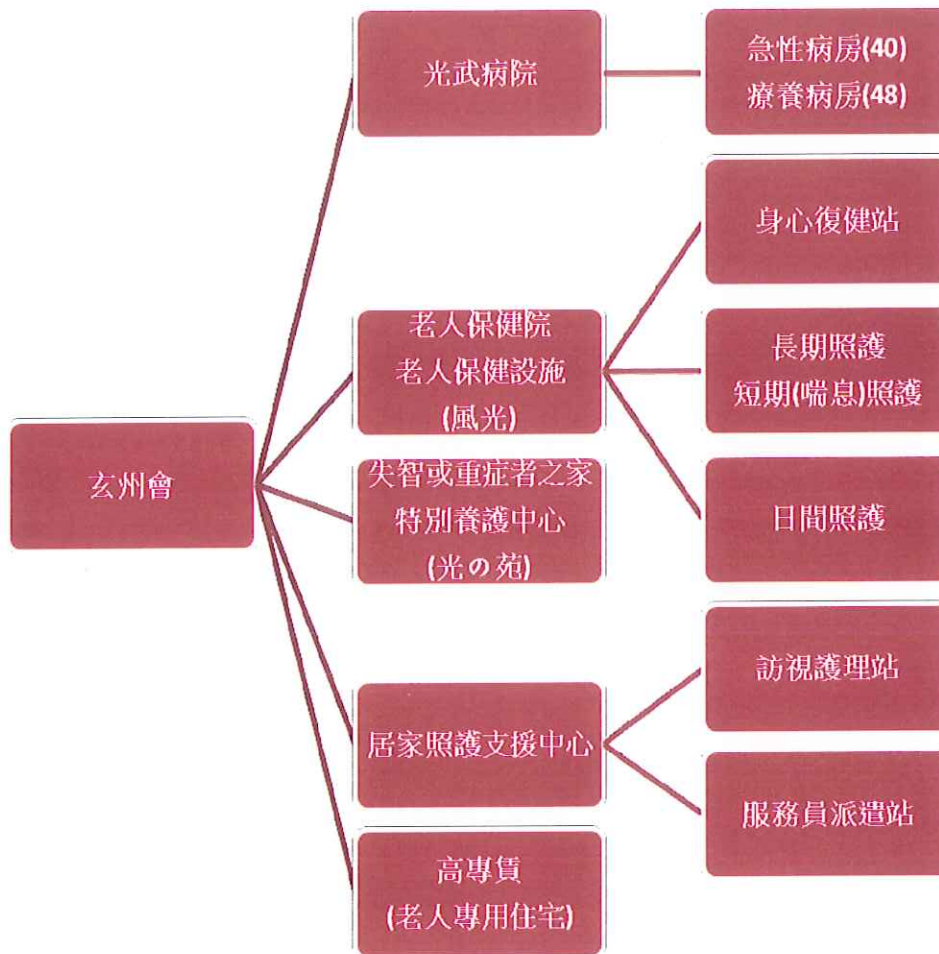 光武病院
急性病房(40)
療養病房(48)
身心復健站
老人保健院
老人保健設施
(風光)
長期照護
短期(喘息)照護
玄州會
失智或重症者之家
特別養護中心
(光の苑)
日間照護
訪視護理站
居家照護支援中心
服務員派遣站
高專賃
(老人專用住宅)